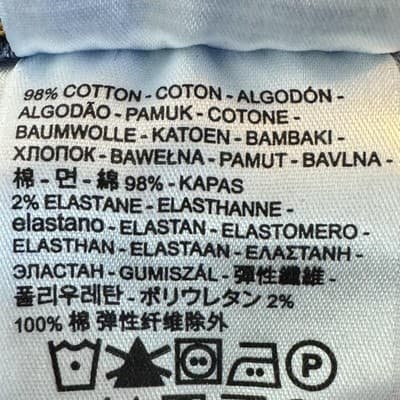 98% COTTON - COTON - ALGODÓN -
ALGODÃO - PAMUK - COTONE -
BAUMWOLLE - KATOEN - BAMBAKI -
ХЛОПОК - BAWEŁNA - PAMUT - BAVLNA -
棉 - 면 - 綿 98% - KAPAS
2% ELASTANE - ELASTHANNE -
elastano - ELASTAN - ELASTOMERO -
ELASTHAN - ELASTAAN - ΕΛΑΣΤΑΝΗ -
ЭЛАСТАН - GUMISZÁL - 彈性纖維 -
폴리우레탄 - ポリウレタン 2%
100% 棉 弹性纤维除外
P